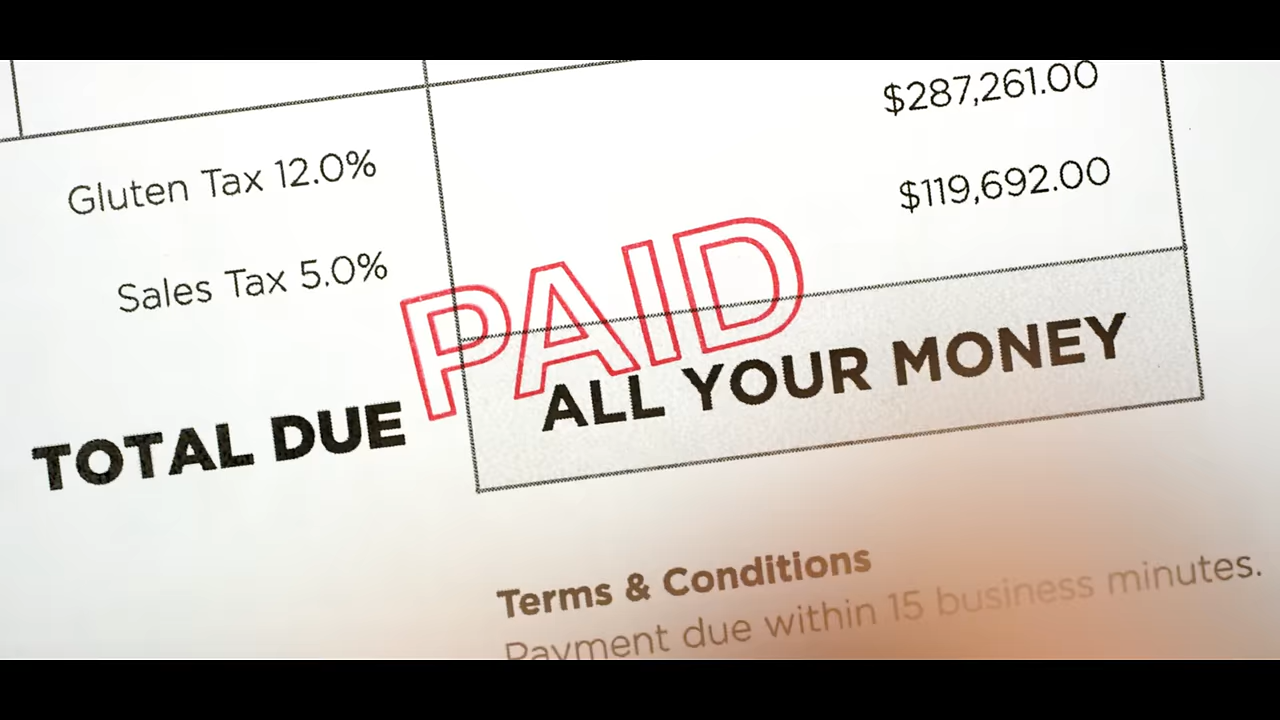 Gluten Tax 12.0% $287,261.00
Sales Tax 5.0% $119,692.00
PAID
TOTAL DUE ALL YOUR MONEY
Terms & Conditions
Payment due within 15 business minutes.